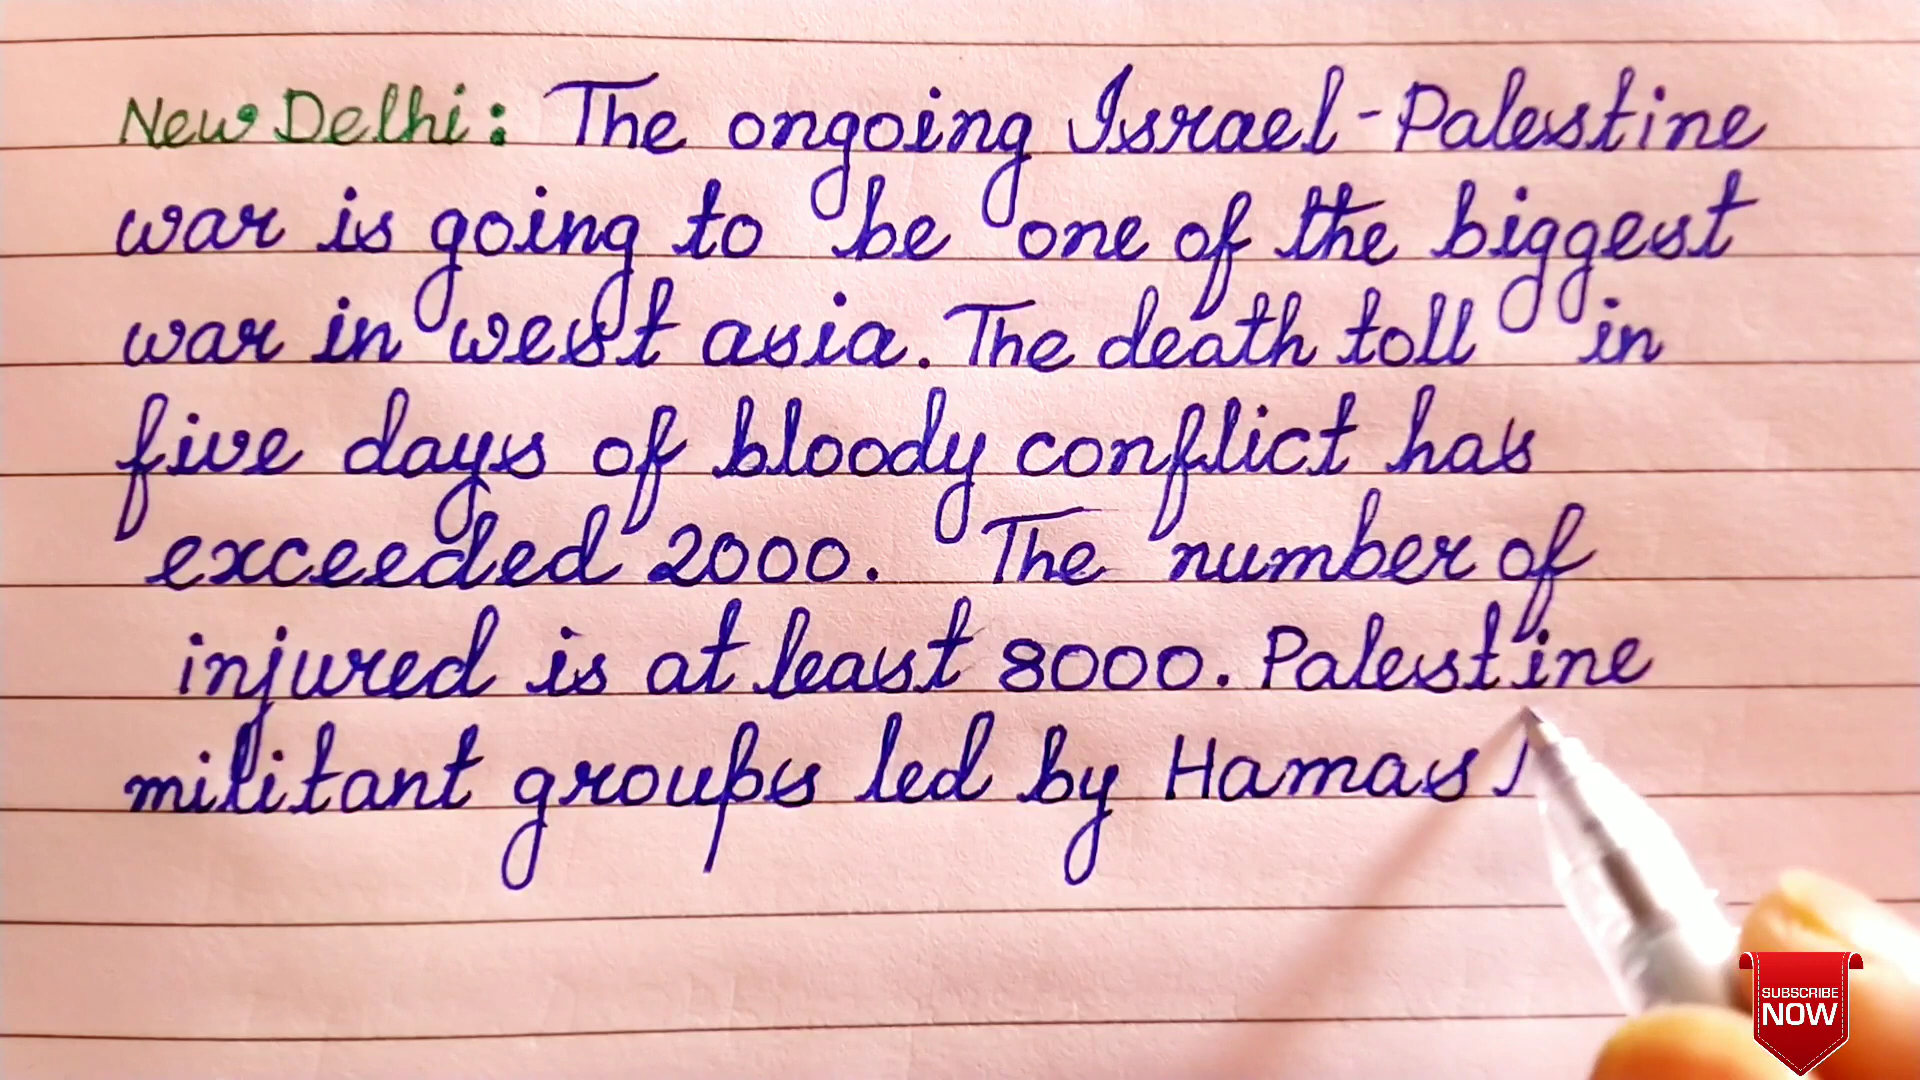 New Delhi: The ongoing Israel-Palestine
war is going to be one of the biggest
war in west asia. The death toll in
five days of bloody conflict has
exceeded 2000. The number of
injured is at least 8000. Palestine
militant groups led by Hamas
SUBSCRIBE
NOW